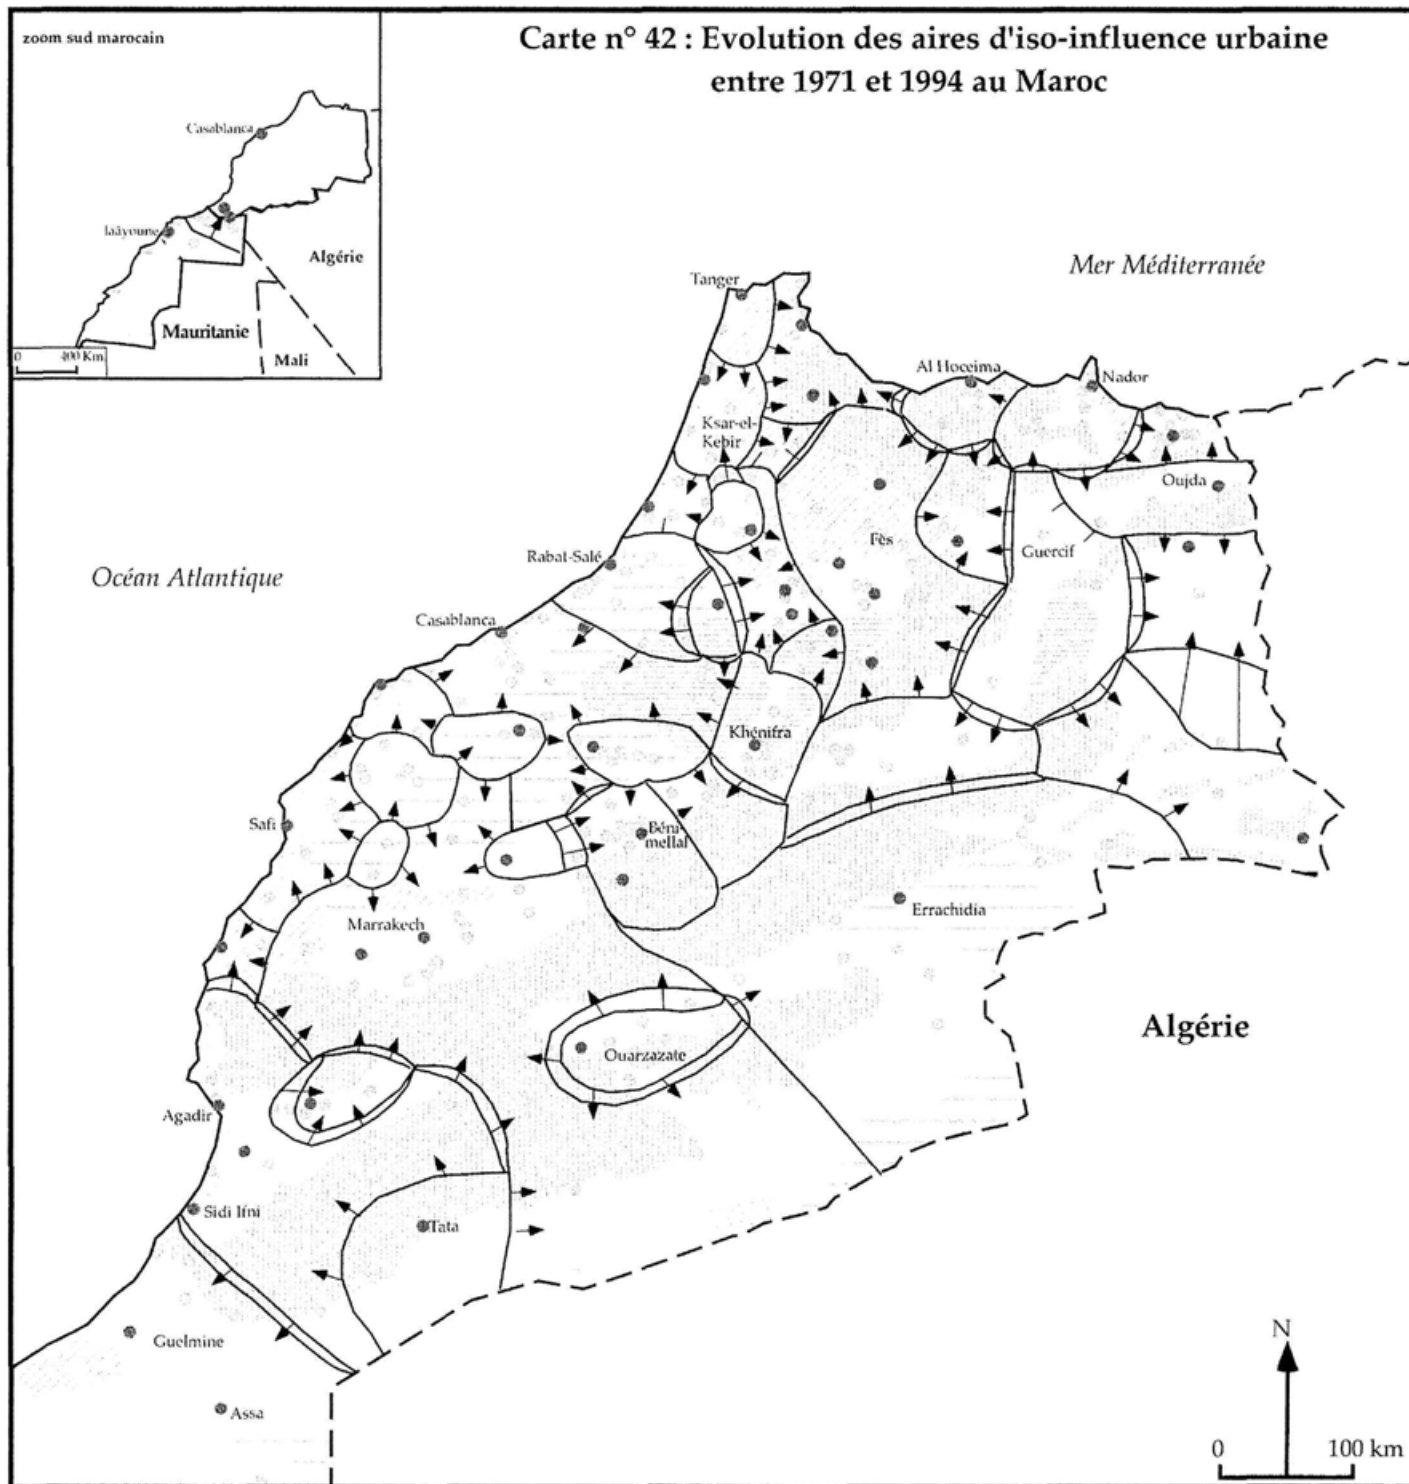 Carte n° 42 : Evolution des aires d'iso-influence urbaine
entre 1971 et 1994 au Maroc
zoom sud marocain
Casablanca
laâyoune
Algérie
Mauritanie
Mali
0 400 Km
Mer Méditerranée
Tanger
Al Hoceima
Nador
Ksar-el-
Kebir
Oujda
Fès
Guercif
Rabat-Salé
Océan Atlantique
Casablanca
Khénifra
Safi
Béni-
mellal
Marrakech
Errachidia
Algérie
Ouarzazate
Agadir
Sidi Ifni
Tata
Guelmine
Assa
N
0 100 km